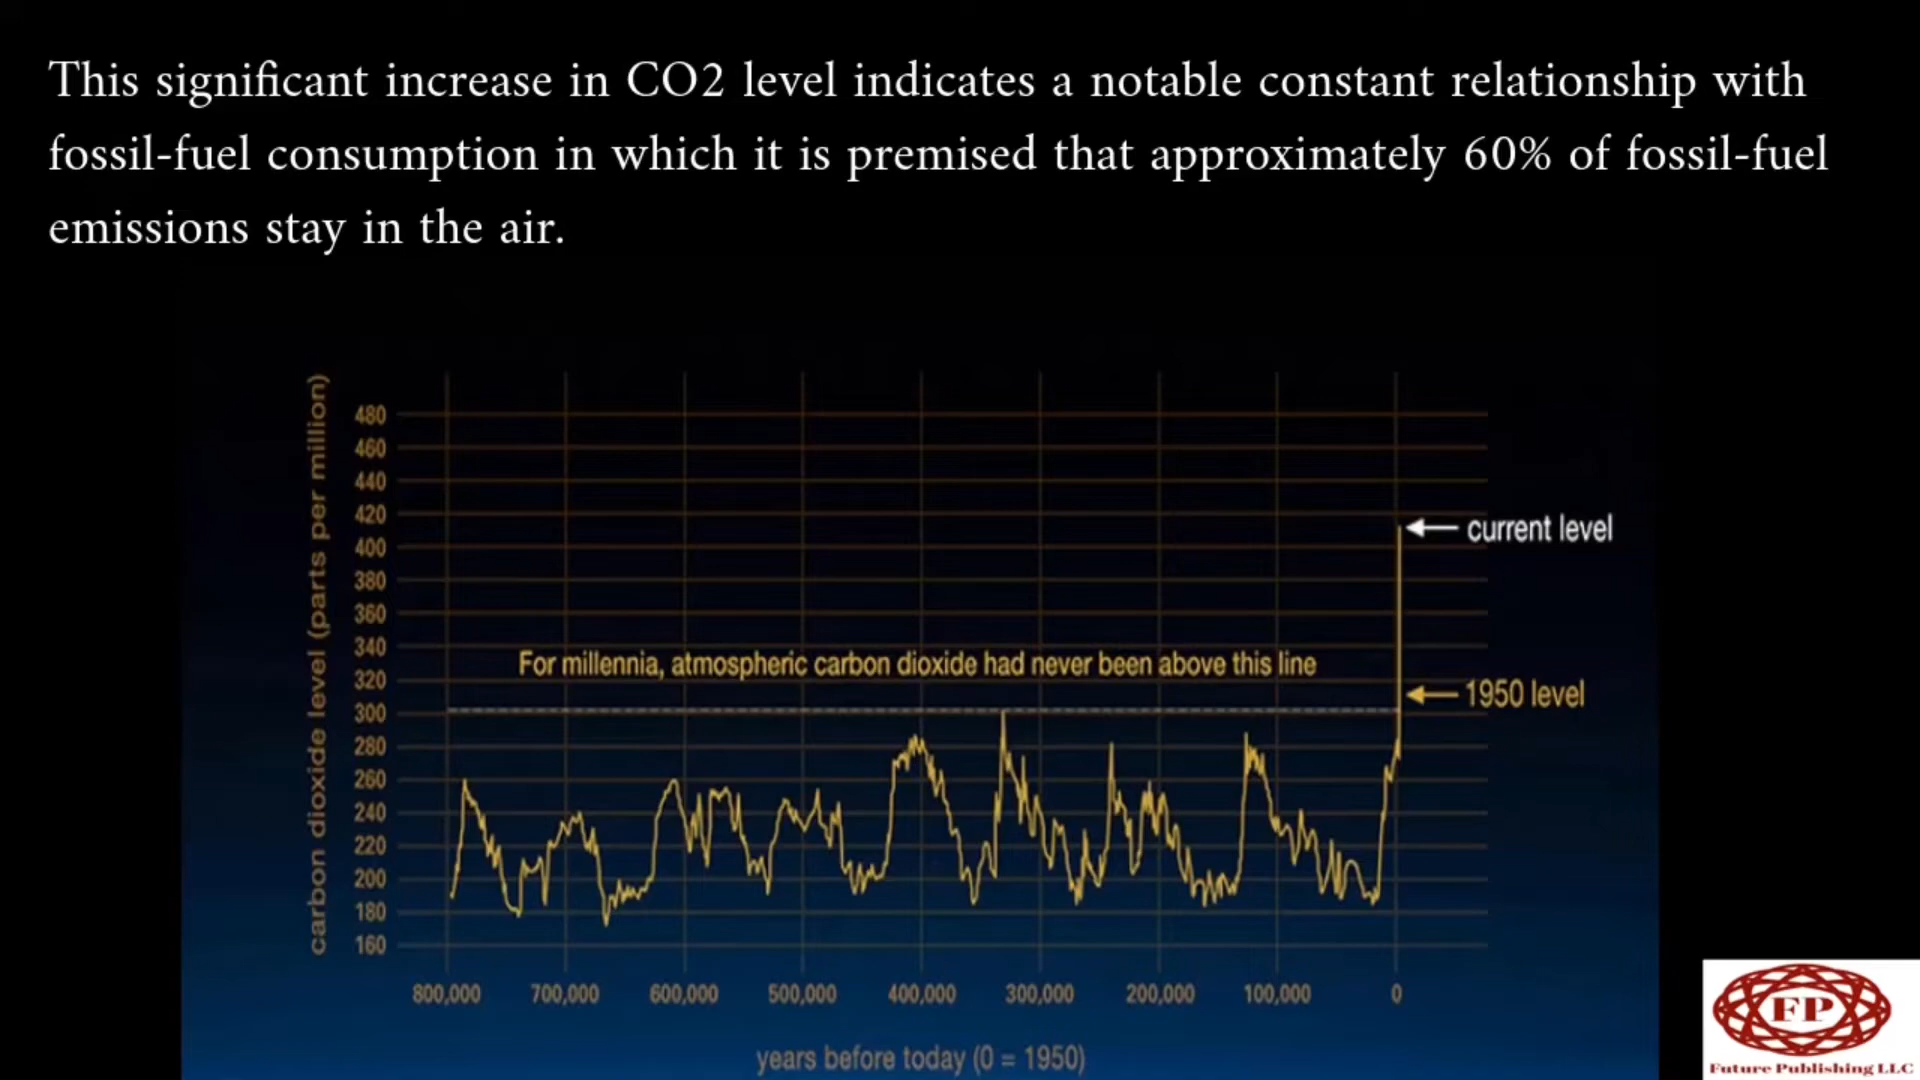 This significant increase in CO2 level indicates a notable constant relationship with
fossil-fuel consumption in which it is premised that approximately 60% of fossil-fuel
emissions stay in the air.
carbon dioxide level (parts per million)
480
460
440
420
400
380
360
340
320
300
280
260
240
220
200
180
160
current level
For millennia, atmospheric carbon dioxide had never been above this line
1950 level
800,000 700,000 600,000 500,000 400,000 300,000 200,000 100,000 0
years before today (0 = 1950)
FP
Future Publishing LLC